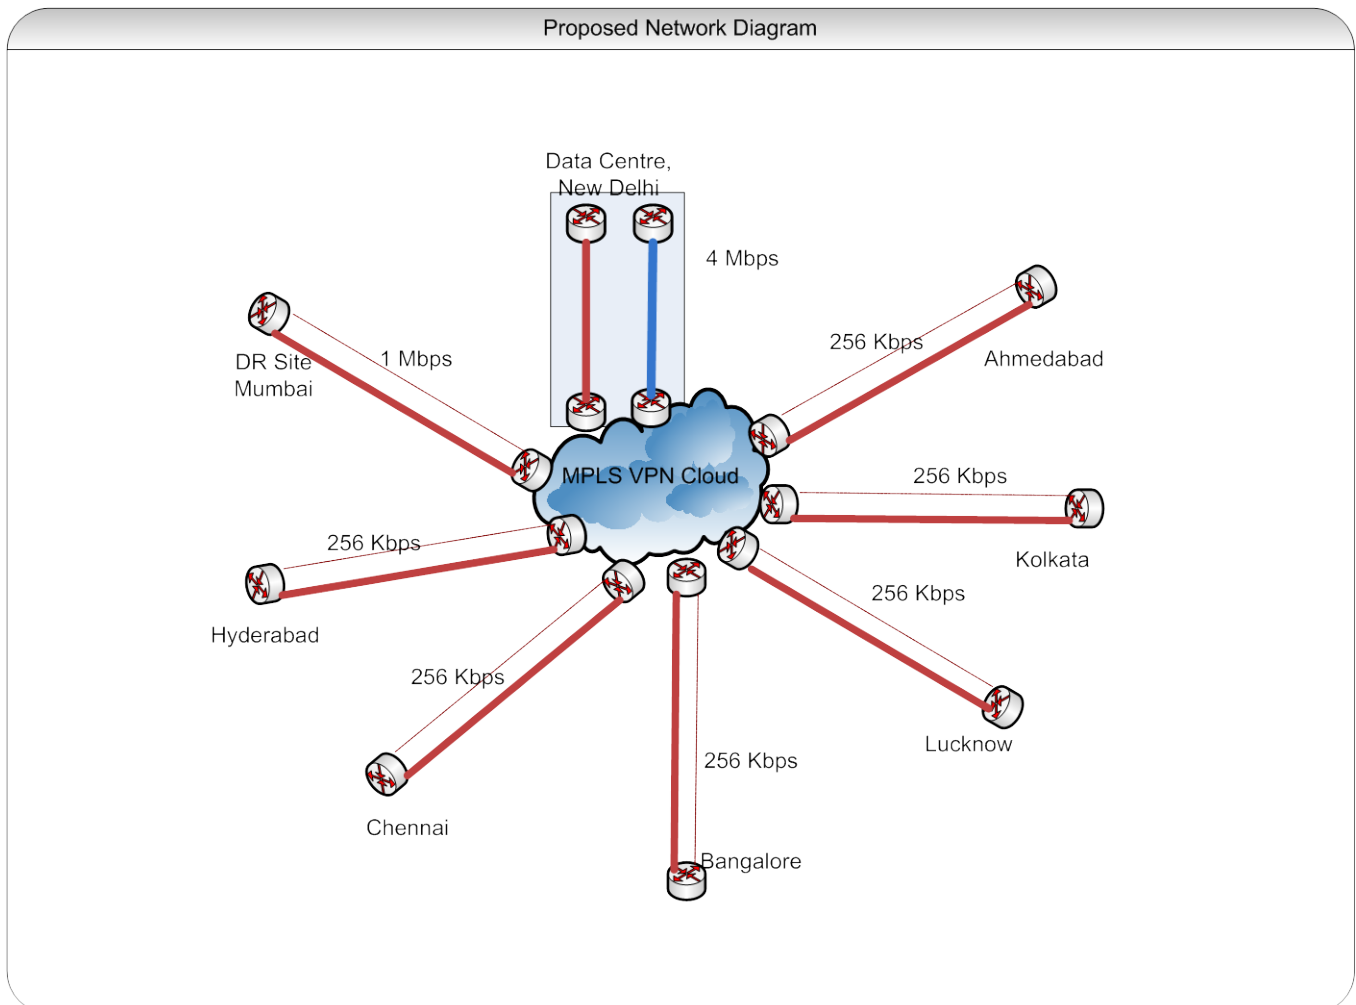 Proposed Network Diagram
Data Centre,
New Delhi
4 Mbps
256 Kbps
Ahmedabad
1 Mbps
DR Site
Mumbai
MPLS VPN Cloud
256 Kbps
Kolkata
256 Kbps
Hyderabad
256 Kbps
Lucknow
256 Kbps
Chennai
256 Kbps
Bangalore